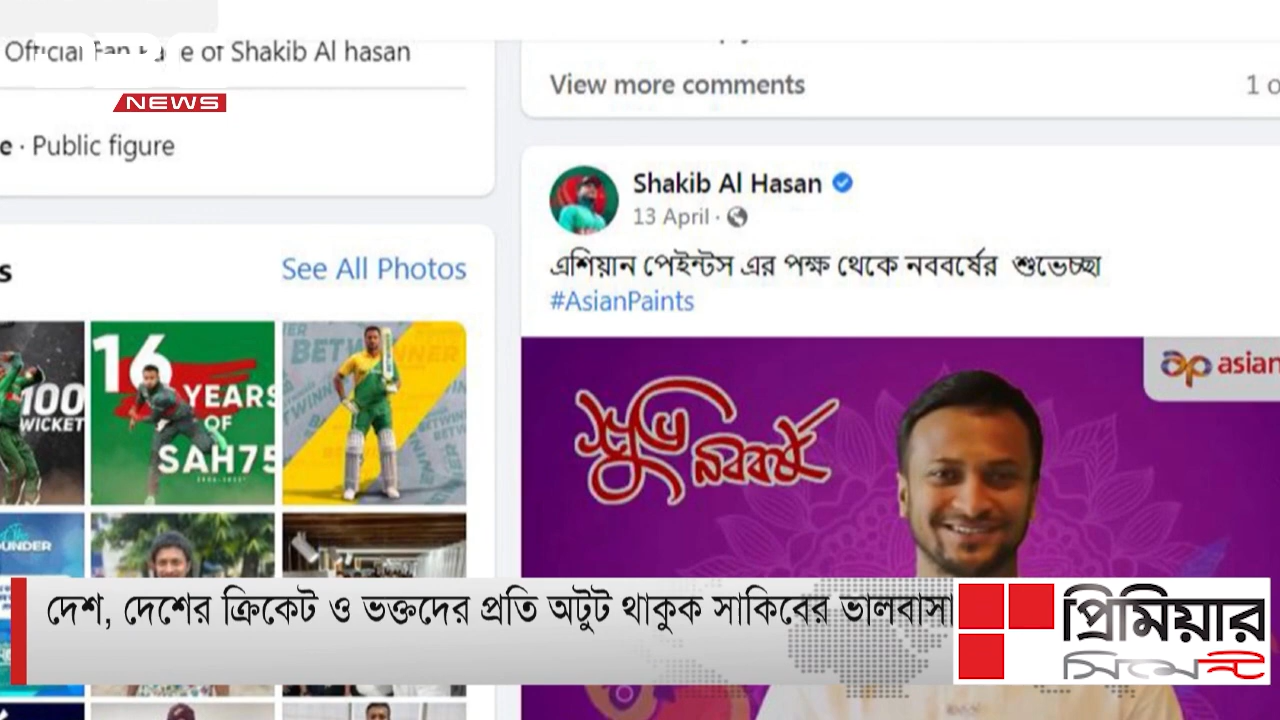 Official Fan Page of Shakib Al hasan
NEWS
e · Public figure
s
See All Photos
100
WICKET
16
YEARS
OF
SAH75
BETWINNER
View more comments
1 o
Shakib Al Hasan
13 April ·
এশিয়ান পেইন্টস এর পক্ষ থেকে নববর্ষের শুভেচ্ছা
#AsianPaints
asian
শুভ নববর্ষ
দেশ, দেশের ক্রিকেট ও ভক্তদের প্রতি অটুট থাকুক সাকিবের ভালবাসা
প্রিমিয়ার
সিমেন্ট